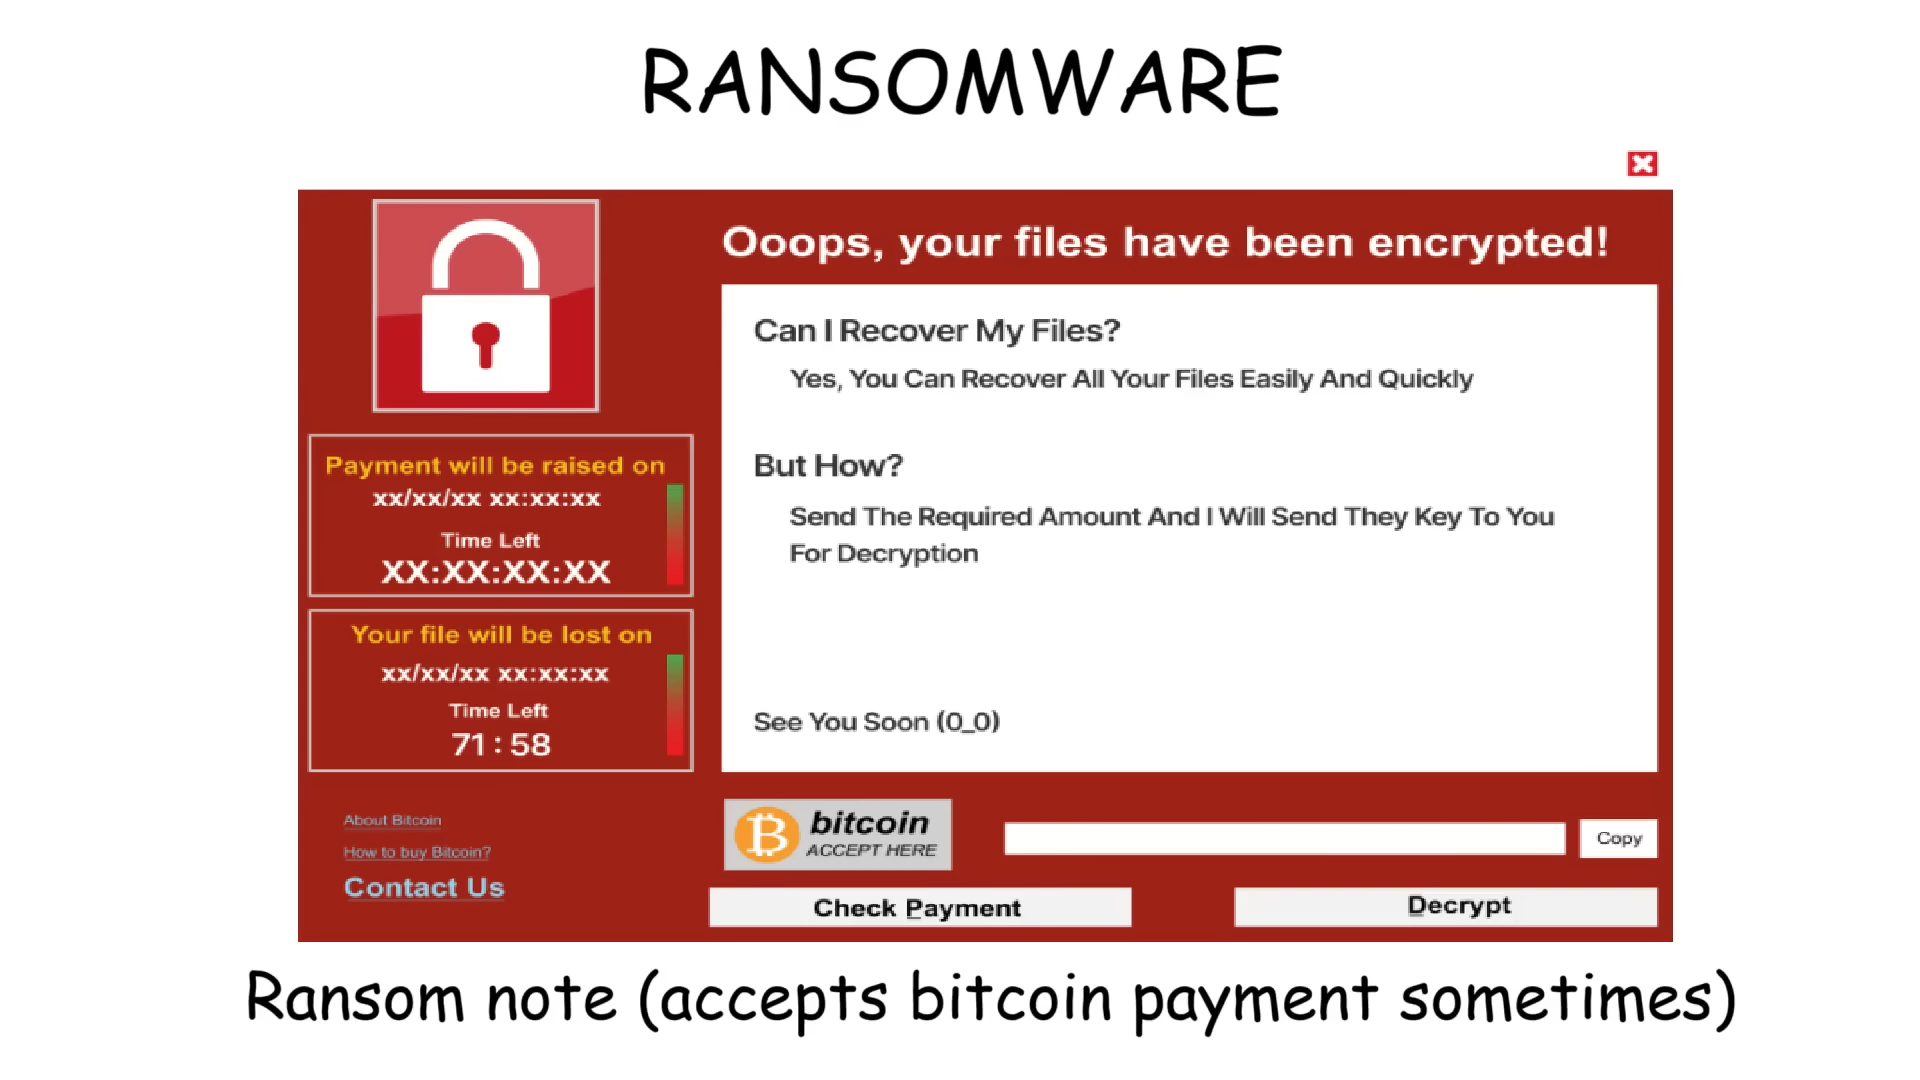 RANSOMWARE
Ooops, your files have been encrypted!
Can I Recover My Files?
Yes, You Can Recover All Your Files Easily And Quickly
But How?
Send The Required Amount And I Will Send They Key To You
For Decryption
See You Soon (0_0)
Payment will be raised on
xx/xx/xx xx:xx:xx
Time Left
XX:XX:XX:XX
Your file will be lost on
xx/xx/xx xx:xx:xx
Time Left
71 : 58
About Bitcoin
How to buy Bitcoin?
Contact Us
bitcoin
ACCEPT HERE
Copy
Check Payment
Decrypt
Ransom note (accepts bitcoin payment sometimes)